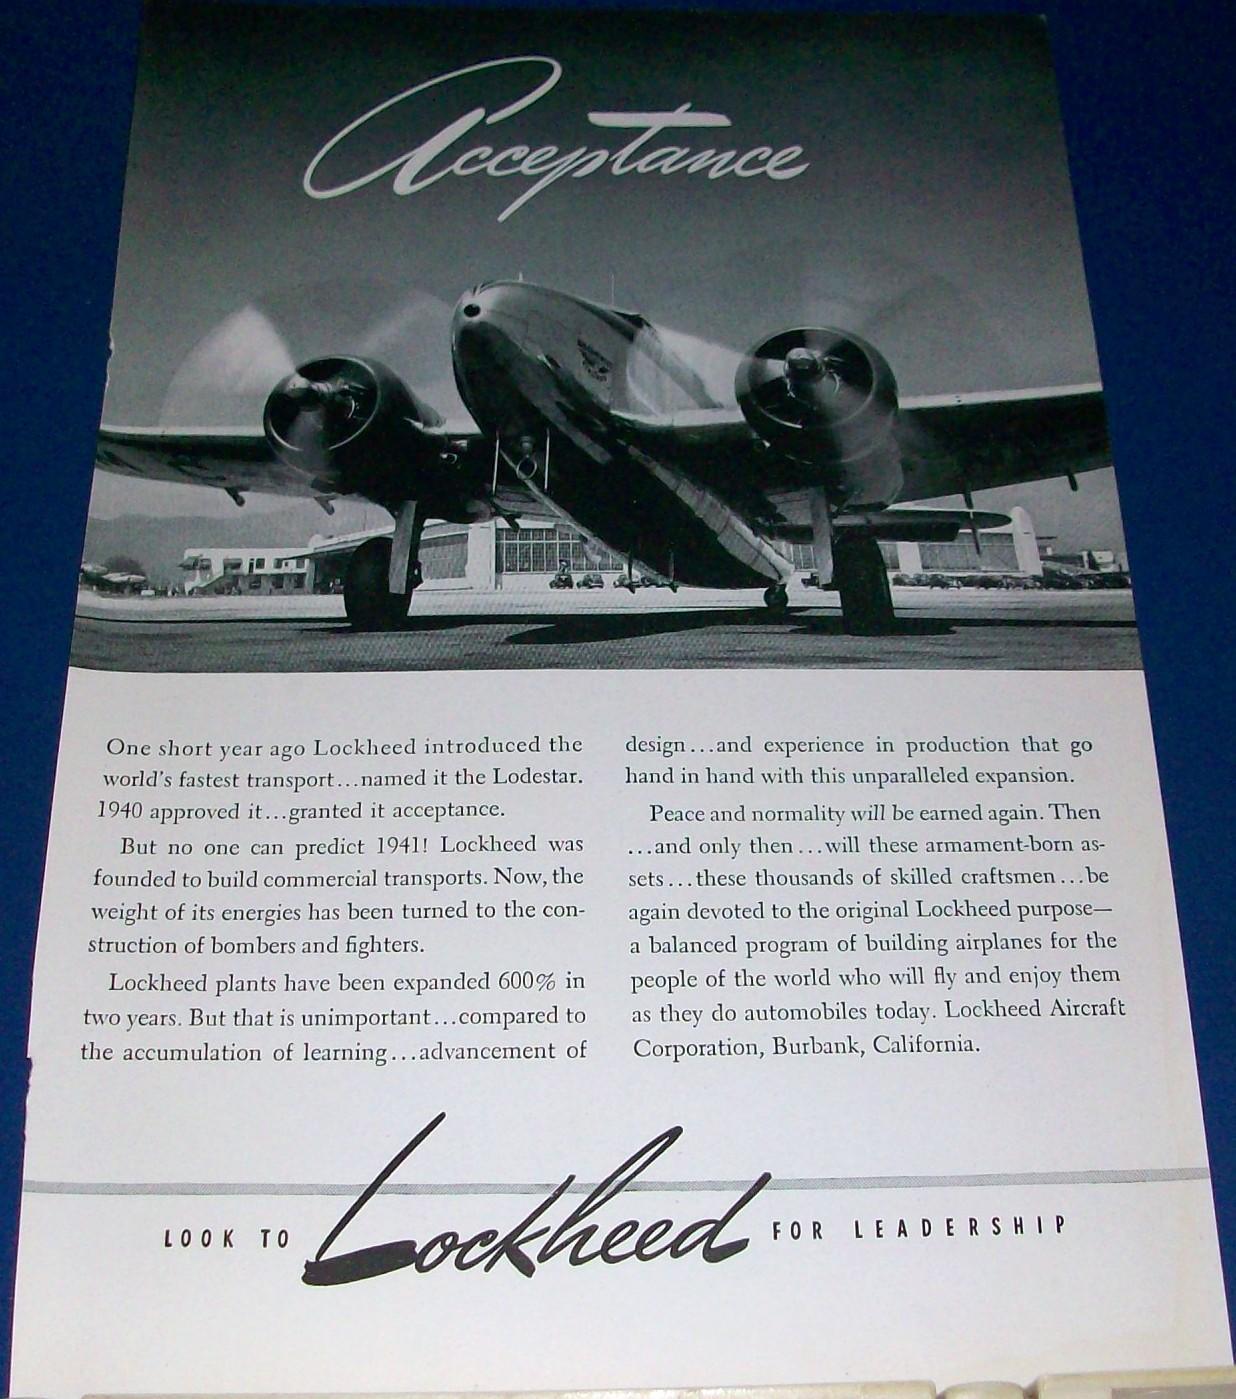 Acceptance
One short year ago Lockheed introduced the
world's fastest transport...named it the Lodestar.
1940 approved it...granted it acceptance.
But no one can predict 1941! Lockheed was
founded to build commercial transports. Now, the
weight of its energies has been turned to the con-
struction of bombers and fighters.
Lockheed plants have been expanded 600% in
two years. But that is unimportant...compared to
the accumulation of learning...advancement of
design...and experience in production that go
hand in hand with this unparalleled expansion.
Peace and normality will be earned again. Then
...and only then...will these armament-born as-
sets...these thousands of skilled craftsmen...be
again devoted to the original Lockheed purpose—
a balanced program of building airplanes for the
people of the world who will fly and enjoy them
as they do automobiles today. Lockheed Aircraft
Corporation, Burbank, California.
LOOK TO Lockheed FOR LEADERSHIP